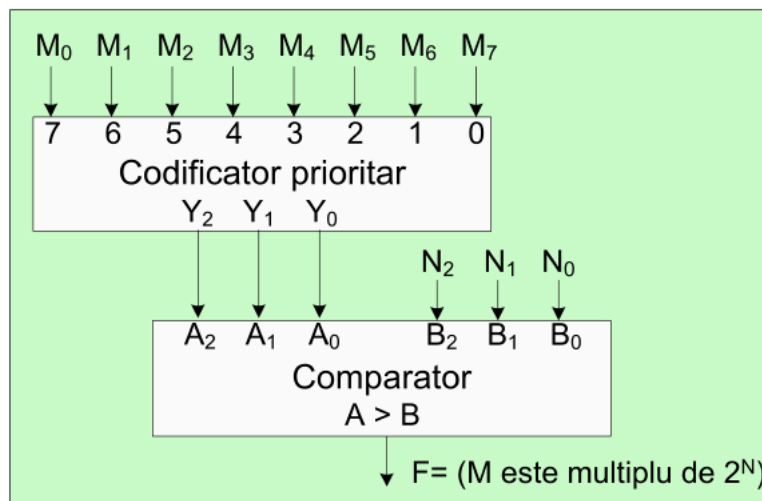 M₀ M₁ M₂ M₃ M₄ M₅ M₆ M₇
7 6 5 4 3 2 1 0
Codificator prioritar
Y₂ Y₁ Y₀
N₂ N₁ N₀
A₂ A₁ A₀ B₂ B₁ B₀
Comparator
A > B
F= (M este multiplu de 2ᴺ)